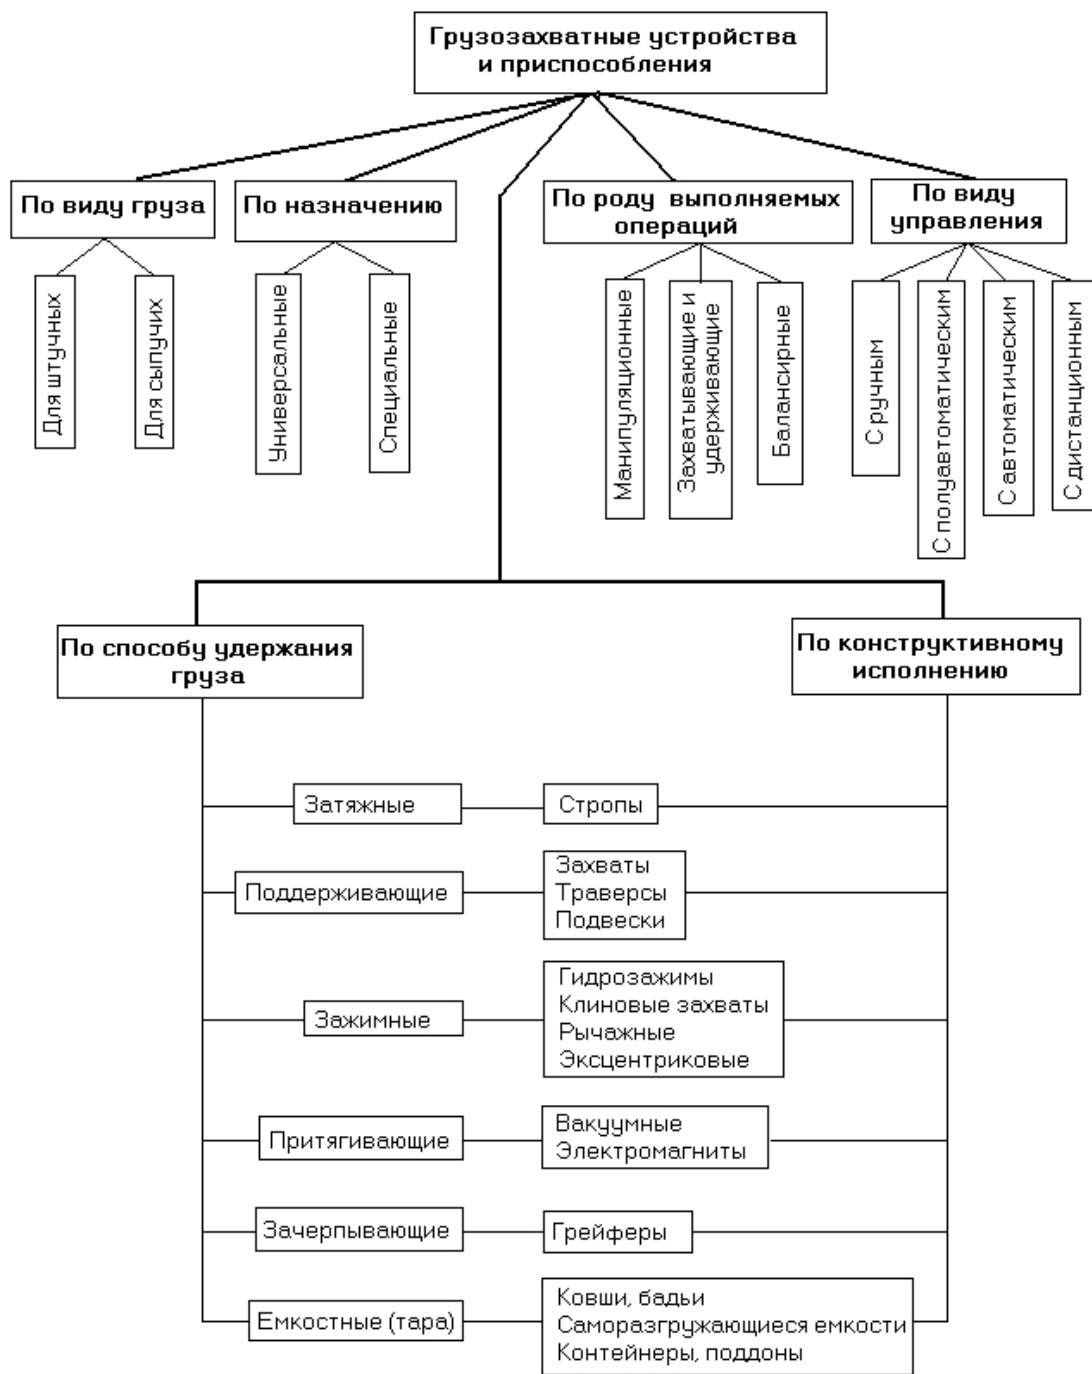 Грузозахватные устройства
и приспособления
По виду груза
По назначению
По роду выполняемых
операций
По виду
управления
Для штучных
Для сыпучих
Универсальные
Специальные
Манипуляционные
Захватывающие и
удерживающие
Балансирные
С ручным
С полуавтоматическим
С автоматическим
С дистанционным
По способу удержания
груза
По конструктивному
исполнению
Затяжные
Стропы
Поддерживающие
Захваты
Траверсы
Подвески
Зажимные
Гидрозажимы
Клиновые захваты
Рычажные
Эксцентриковые
Притягивающие
Вакуумные
Электромагниты
Зачерпывающие
Грейферы
Емкостные (тара)
Ковши, бадьи
Саморазгружающиеся емкости
Контейнеры, поддоны